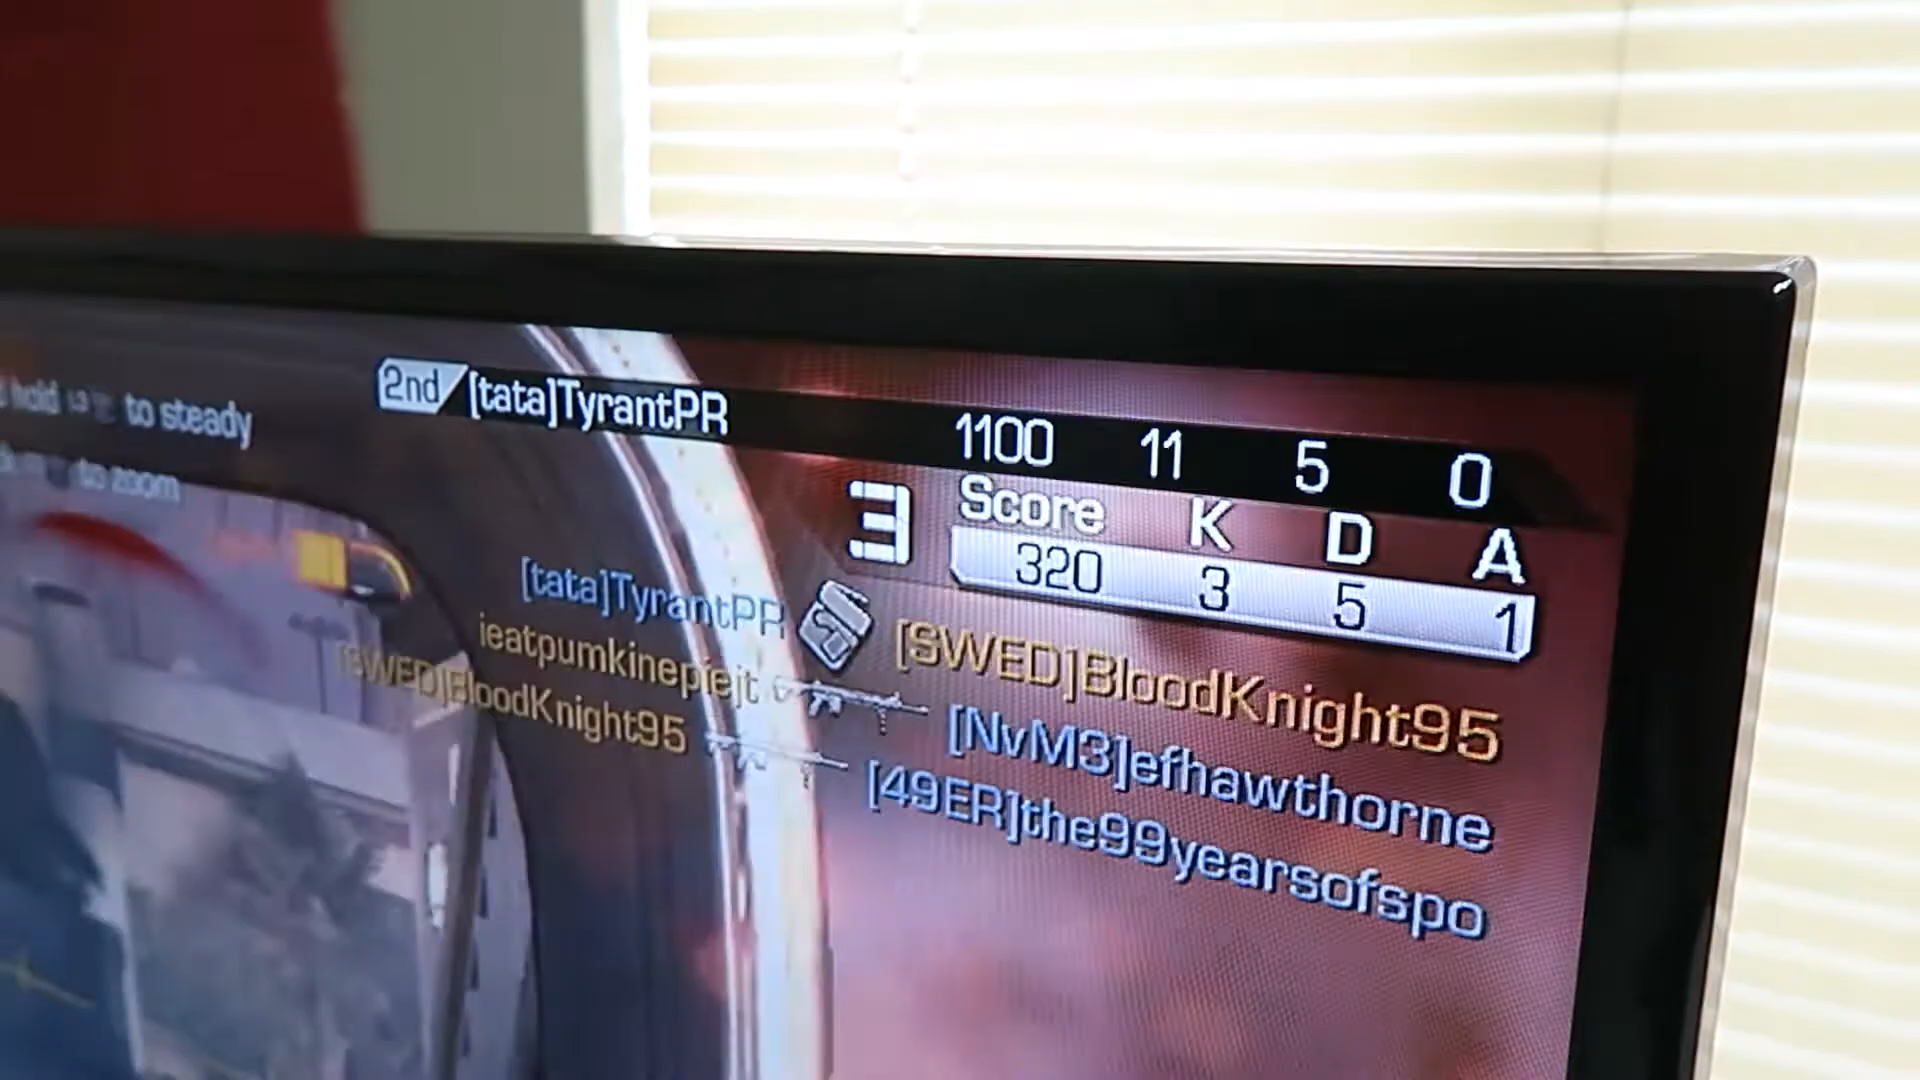 hold to steady
to zoom
2nd [tata]TyrantPR 1100 11 5 0
Score K D A
3 320 3 5 1
[tata]TyrantPR [SWED]BloodKnight95
ieatpumkinepiejt [NvM3]efhawthorne
[SWED]BloodKnight95 [49ER]the99yearsofspo